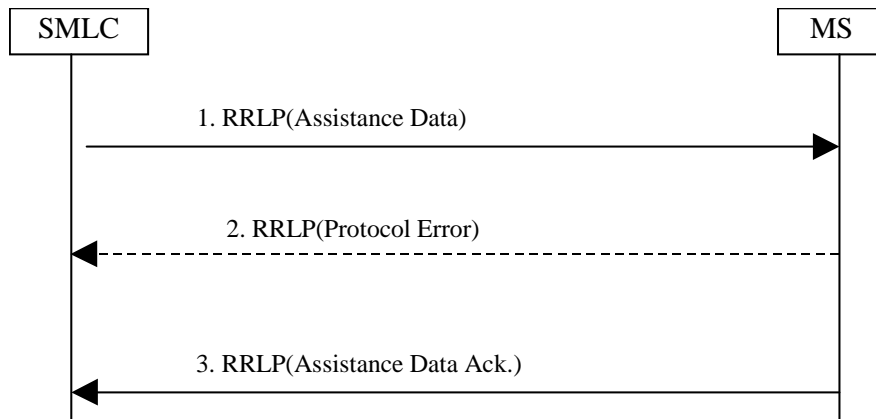 SMLC
MS
1. RRLP(Assistance Data)
2. RRLP(Protocol Error)
3. RRLP(Assistance Data Ack.)